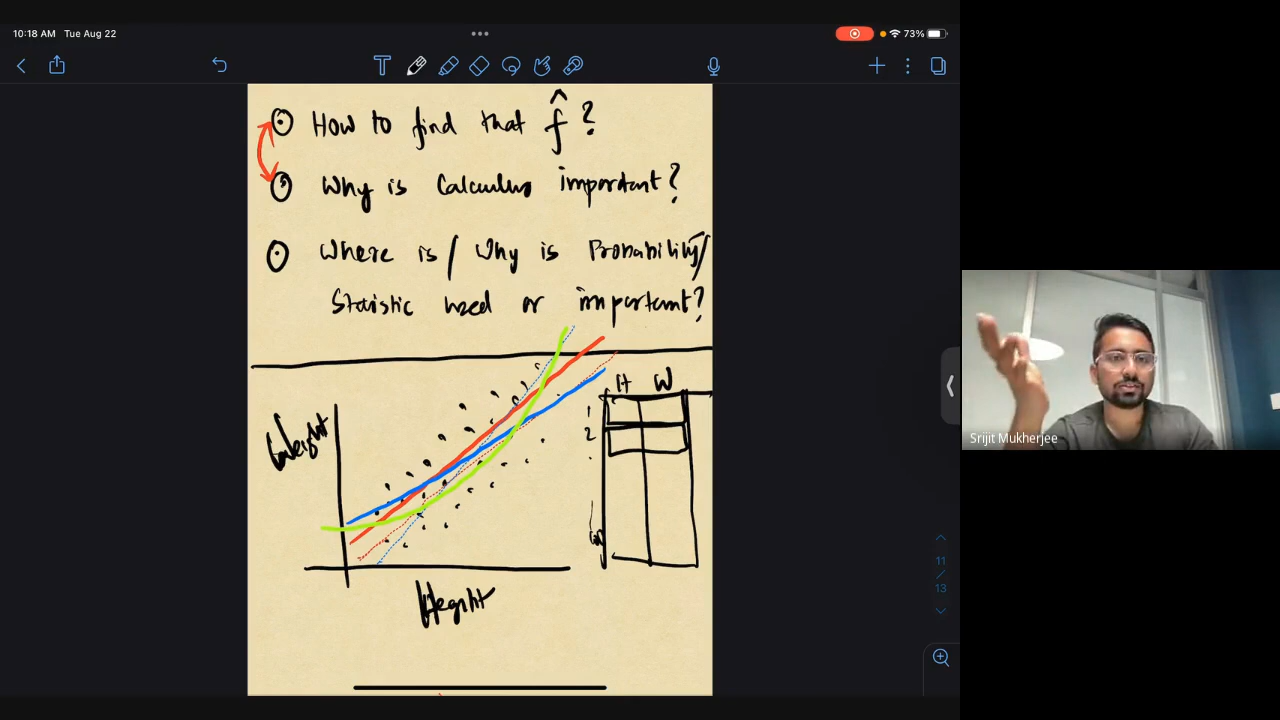 10:18 AM Tue Aug 22
73%
How to find that f̂ ?
Why is Calculus important?
Where is / Why is Probability/
Statistic used or important?
H W
Weight
1
2
Height
11
/
13
Srijit Mukherjee